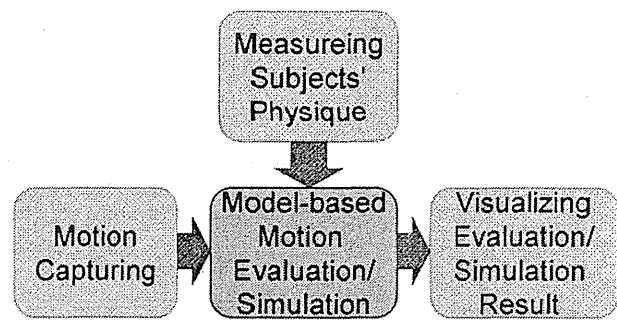 Measureing
Subjects'
Physique
Motion
Capturing
Model-based
Motion
Evaluation/
Simulation
Visualizing
Evaluation/
Simulation
Result